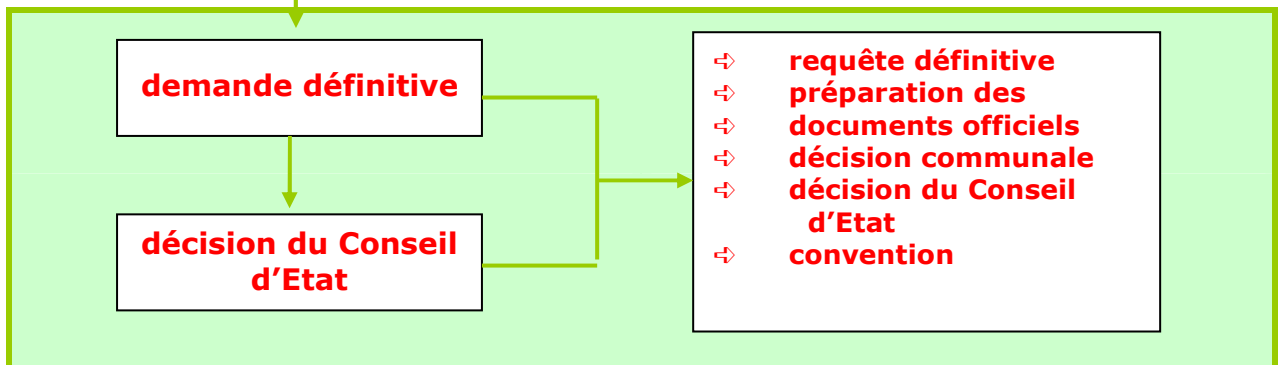 demande définitive
décision du Conseil
d’Etat
➪ requête définitive
➪ préparation des
➪ documents officiels
➪ décision communale
➪ décision du Conseil
d’Etat
➪ convention